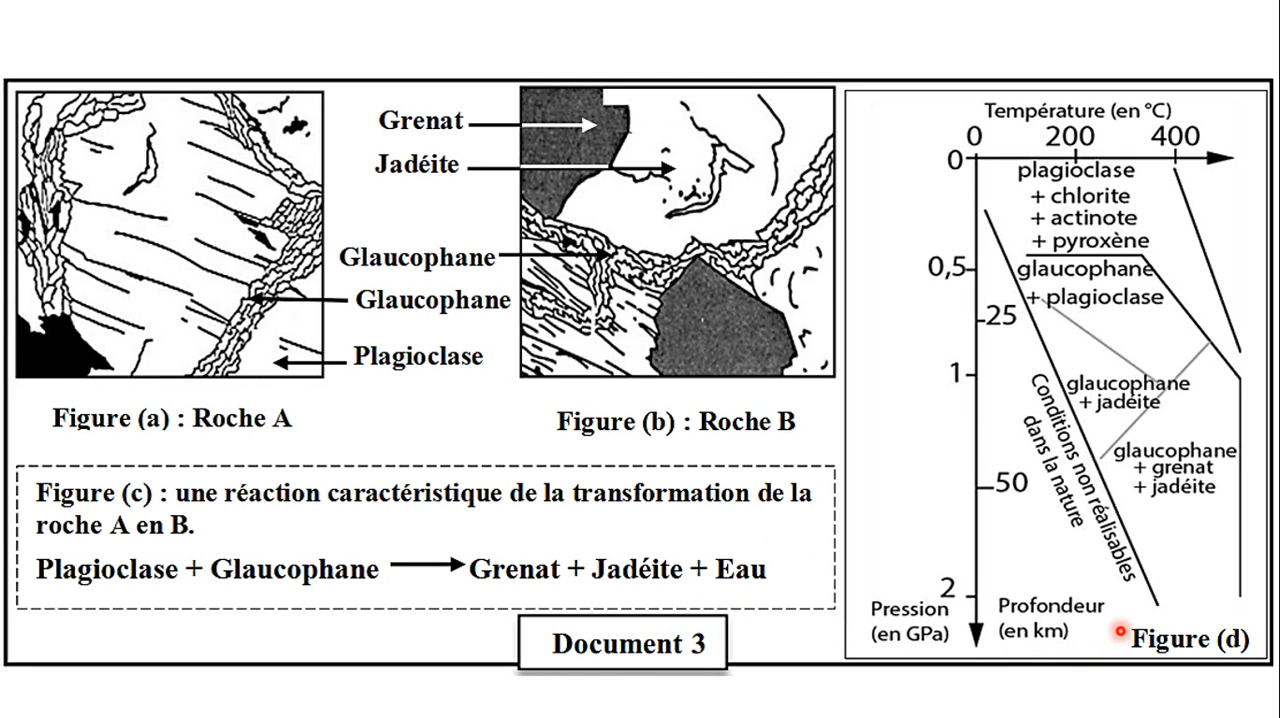 Grenat
Jadéite
Glaucophane
Glaucophane
Plagioclase
Figure (a) : Roche A
Figure (b) : Roche B
Figure (c) : une réaction caractéristique de la transformation de la
roche A en B.
Plagioclase + Glaucophane → Grenat + Jadéite + Eau
Température (en °C)
0 200 400
0
plagioclase
+ chlorite
+ actinote
+ pyroxène
0,5
glaucophane
+ plagioclase
25
1
glaucophane
+ jadéite
Conditions non réalisables
dans la nature
glaucophane
+ grenat
+ jadéite
50
2
Pression
(en GPa)
Profondeur
(en km)
Figure (d)
Document 3